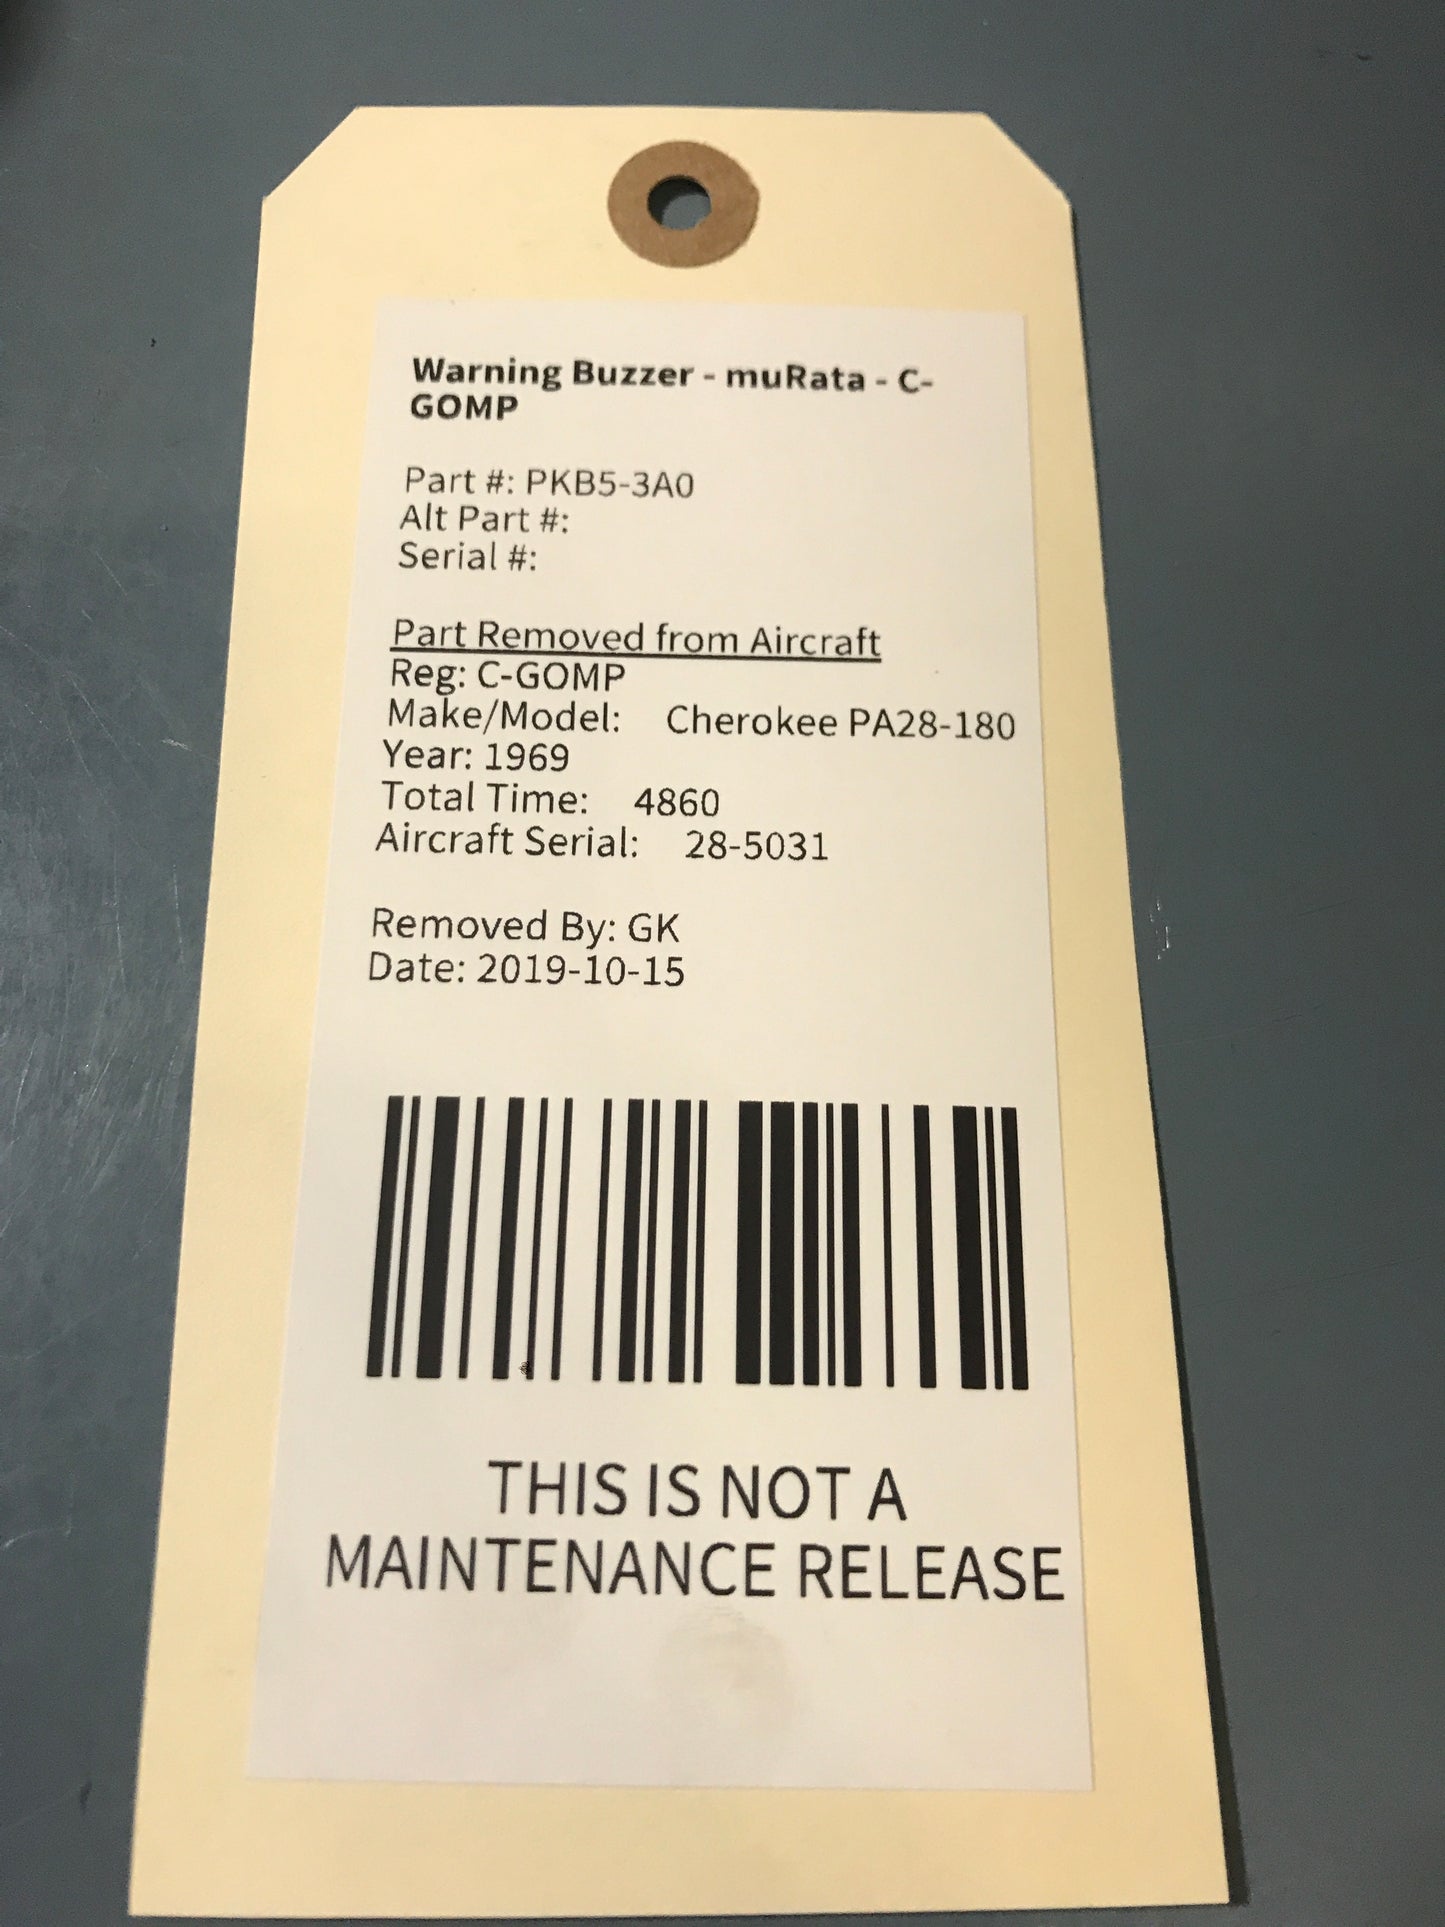 Warning Buzzer - muRata - C-
GOMP
Part #: PKB5-3A0
Alt Part #:
Serial #:
Part Removed from Aircraft
Reg: C-GOMP
Make/Model: Cherokee PA28-180
Year: 1969
Total Time: 4860
Aircraft Serial: 28-5031
Removed By: GK
Date: 2019-10-15
THIS IS NOT A
MAINTENANCE RELEASE